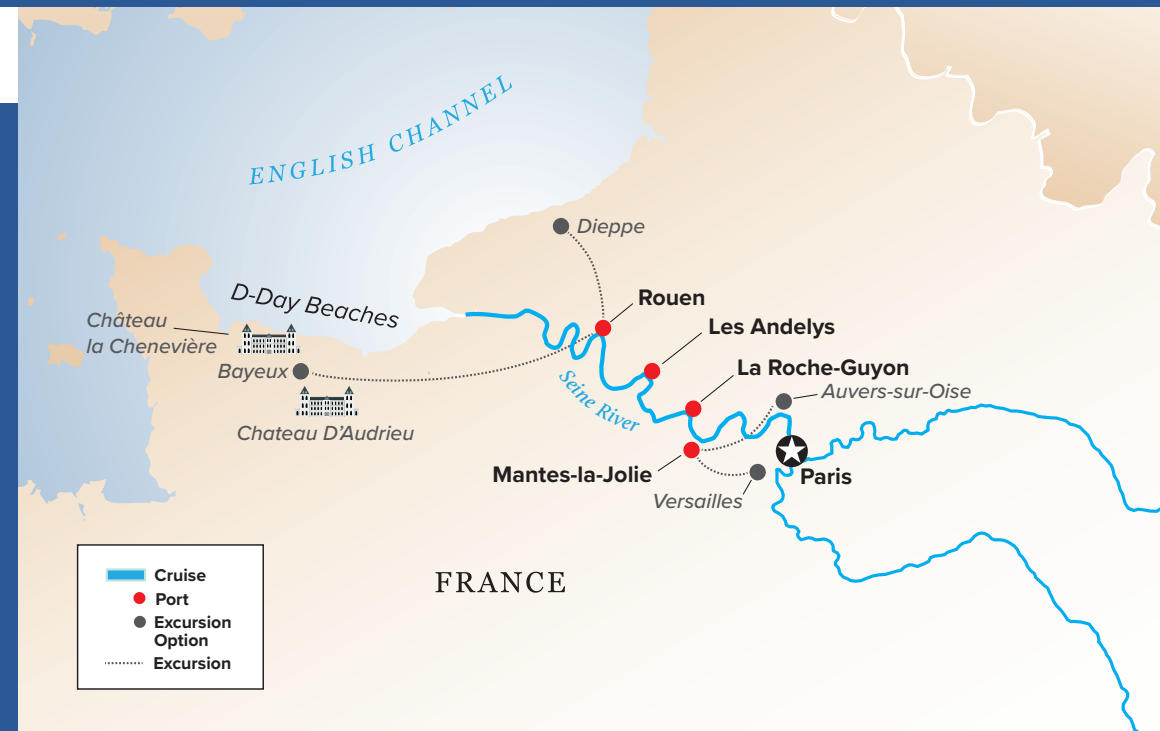 ENGLISH CHANNEL
Dieppe
D-Day Beaches
Rouen
Château
la Chenevière
Les Andelys
Bayeux
La Roche-Guyon
Seine River
Auvers-sur-Oise
Chateau D'Audrieu
Mantes-la-Jolie
Paris
Versailles
FRANCE
Cruise
Port
Excursion
Option
Excursion